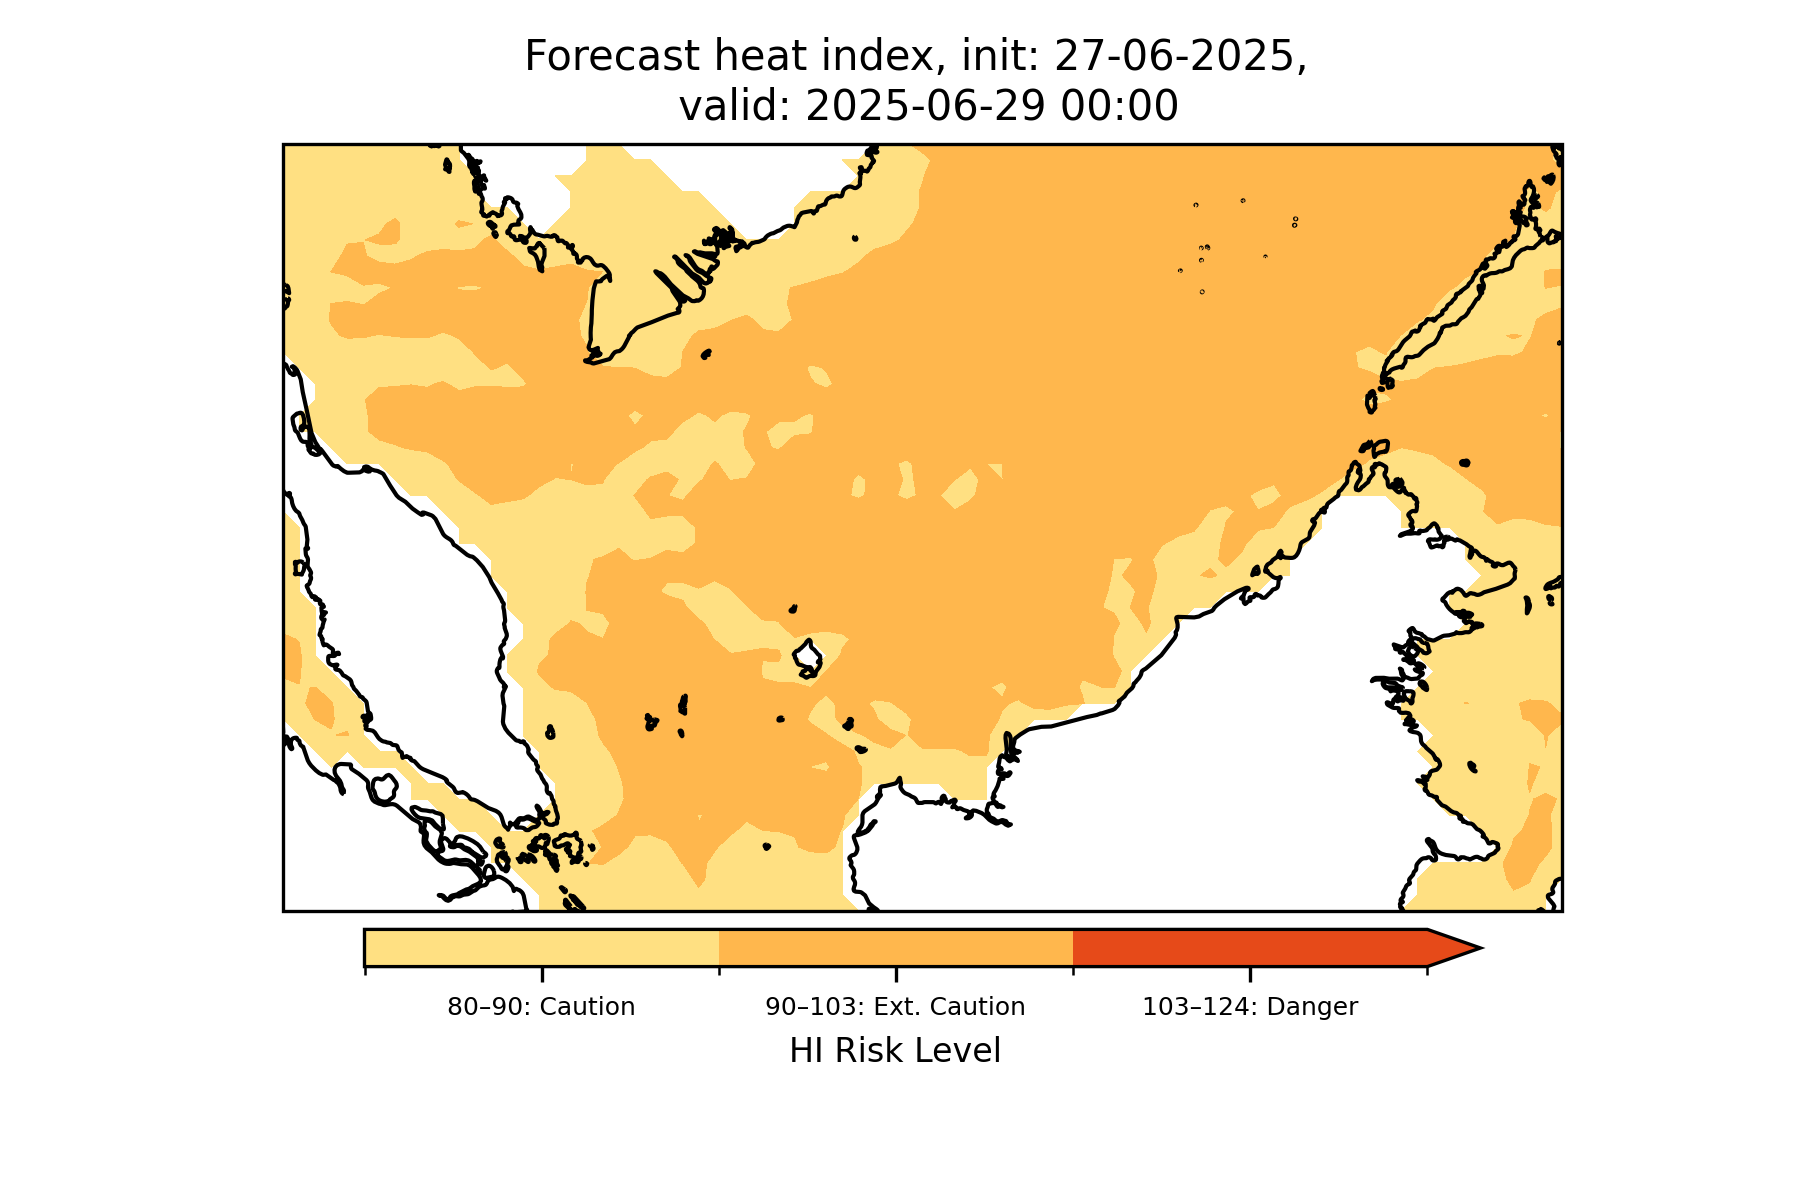 Forecast heat index, init: 27-06-2025,
valid: 2025-06-29 00:00
80–90: Caution
90–103: Ext. Caution
103–124: Danger
HI Risk Level